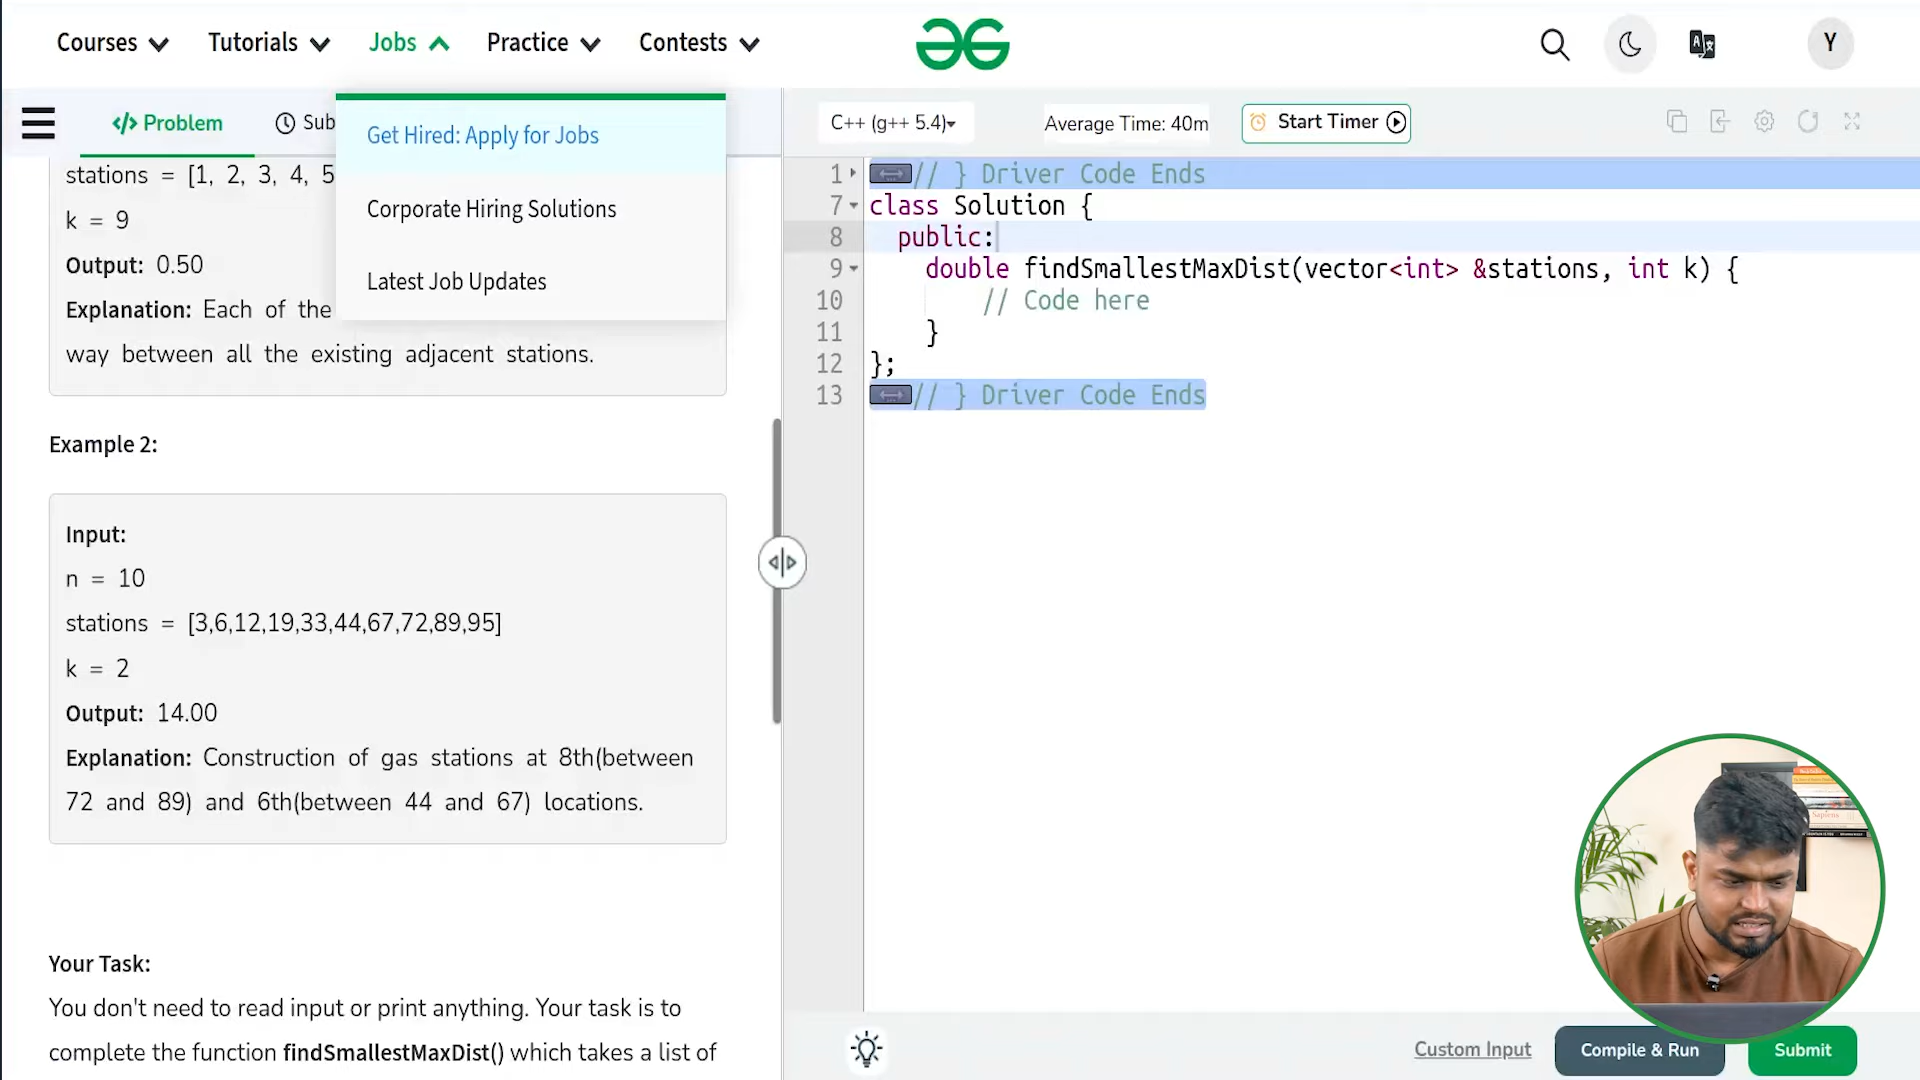 Courses Tutorials Jobs Practice Contests Y
Problem Sub
C++ (g++ 5.4) Average Time: 40m Start Timer
Get Hired: Apply for Jobs
Corporate Hiring Solutions
Latest Job Updates
stations = [1, 2, 3, 4, 5
k = 9
Output: 0.50
Explanation: Each of the
way between all the existing adjacent stations.
Example 2:
Input:
n = 10
stations = [3,6,12,19,33,44,67,72,89,95]
k = 2
Output: 14.00
Explanation: Construction of gas stations at 8th(between
72 and 89) and 6th(between 44 and 67) locations.
Your Task:
You don't need to read input or print anything. Your task is to
complete the function findSmallestMaxDist() which takes a list of
1 // } Driver Code Ends
7 class Solution {
8 public:
9 double findSmallestMaxDist(vector<int> &stations, int k) {
10 // Code here
11 }
12 };
13 // } Driver Code Ends
Custom Input Compile & Run Submit